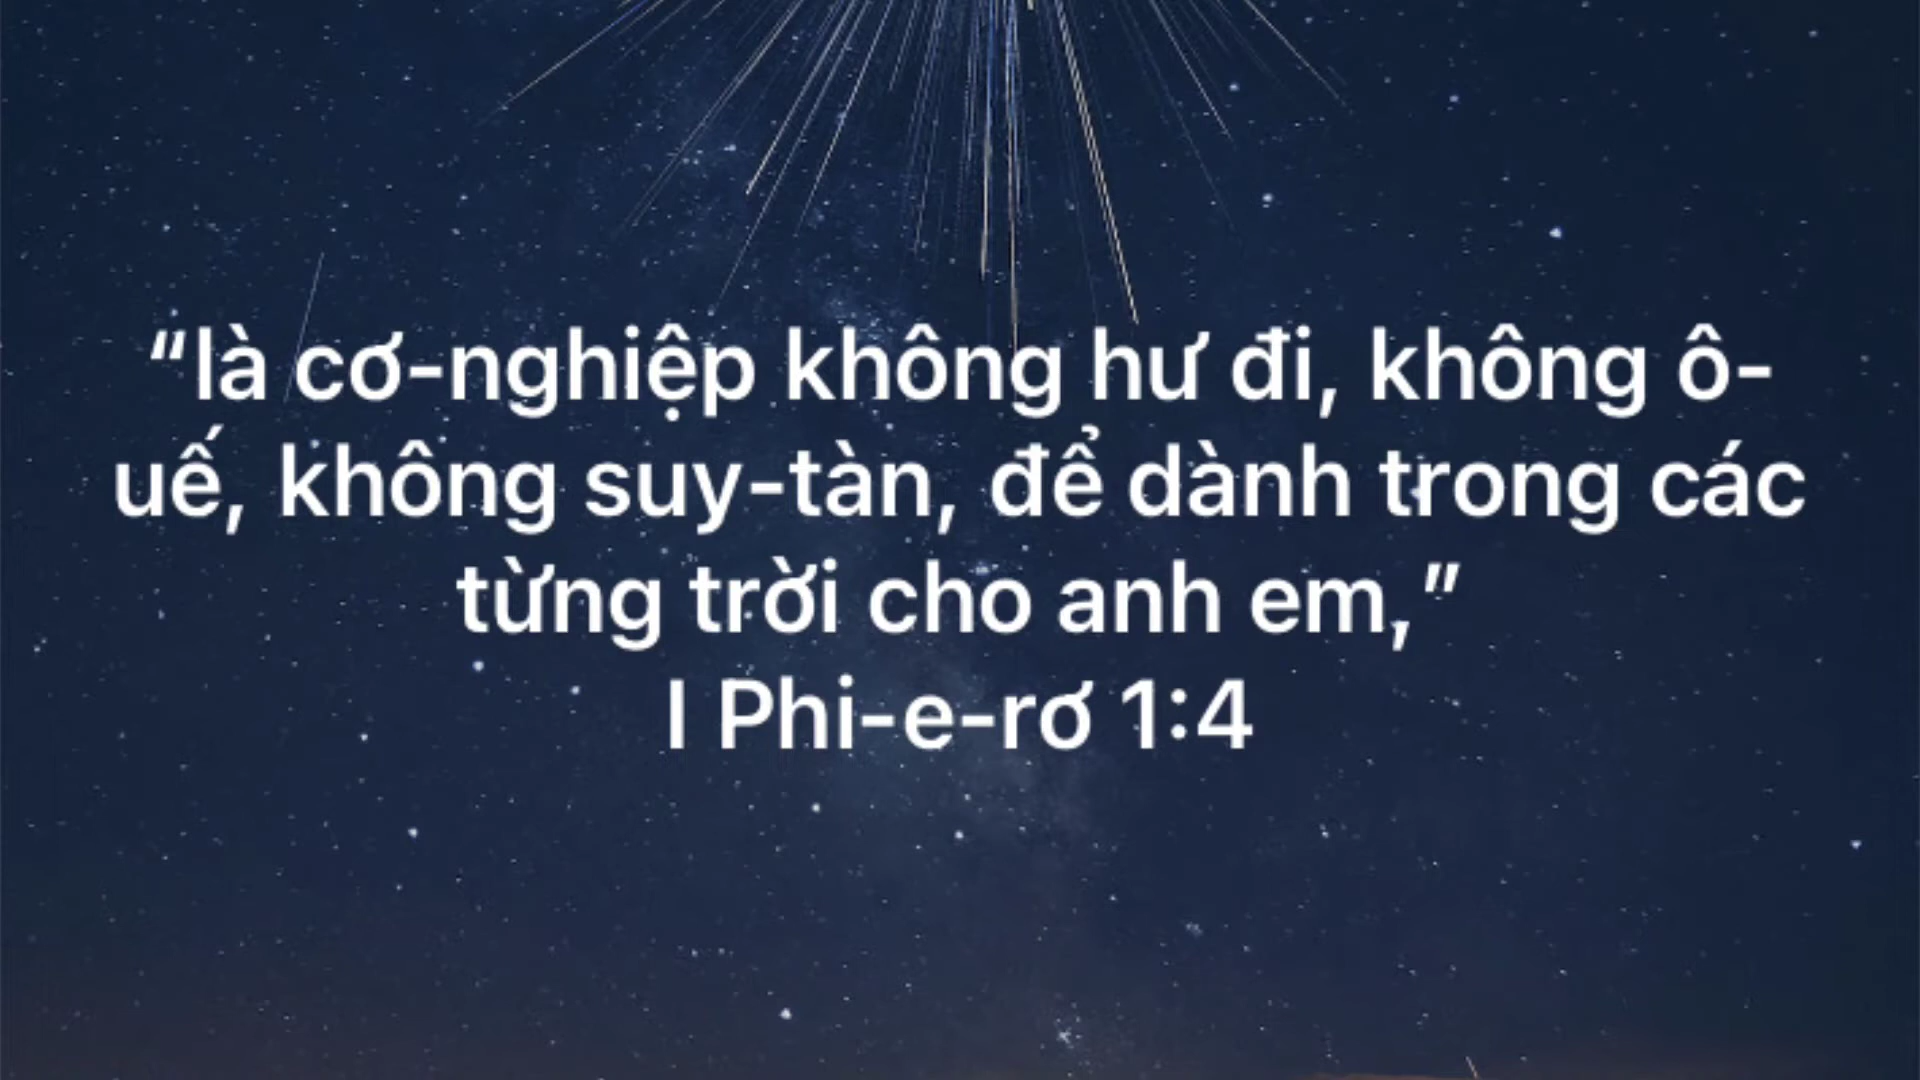 “là cơ-nghiệp không hư đi, không ô-
uế, không suy-tàn, để dành trong các
từng trời cho anh em,”
I Phi-e-rơ 1:4